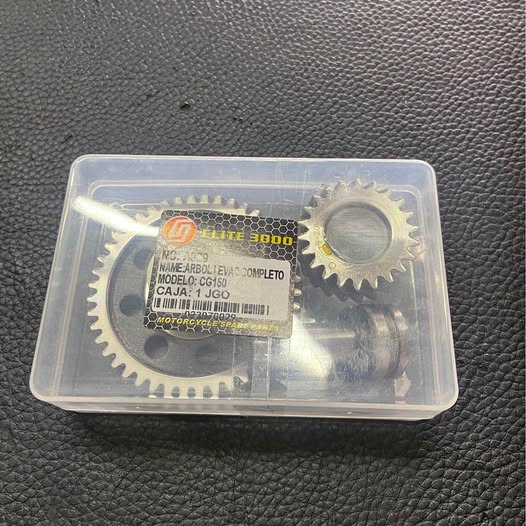 ELITE 3000
NAME:ARBOL LEVAS COMPLETO
MODELO: CG150
CAJA: 1 JGO
MOTORCYCLE SPARE PARTS